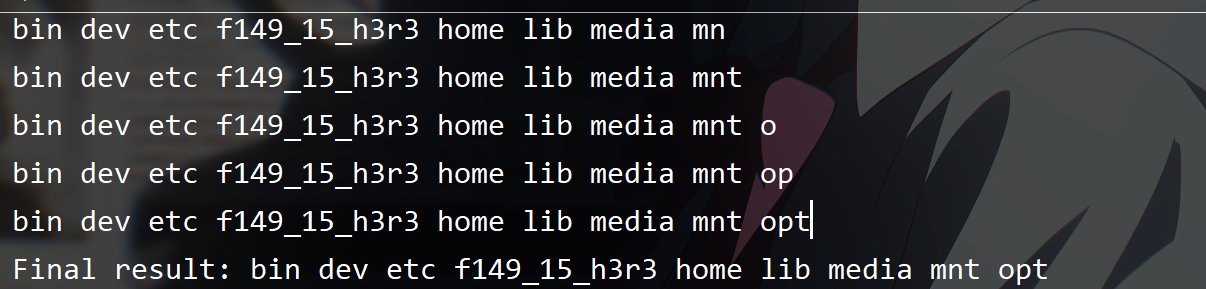 bin dev etc f149_15_h3r3 home lib media mn
bin dev etc f149_15_h3r3 home lib media mnt
bin dev etc f149_15_h3r3 home lib media mnt o
bin dev etc f149_15_h3r3 home lib media mnt op
bin dev etc f149_15_h3r3 home lib media mnt opt
Final result: bin dev etc f149_15_h3r3 home lib media mnt opt